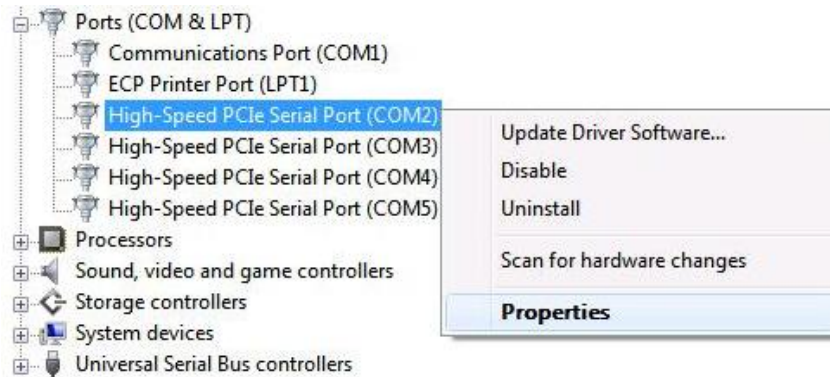 Ports (COM & LPT)
Communications Port (COM1)
ECP Printer Port (LPT1)
High-Speed PCIe Serial Port (COM2)
High-Speed PCIe Serial Port (COM3)
High-Speed PCIe Serial Port (COM4)
High-Speed PCIe Serial Port (COM5)
Processors
Sound, video and game controllers
Storage controllers
System devices
Universal Serial Bus controllers
Update Driver Software...
Disable
Uninstall
Scan for hardware changes
Properties